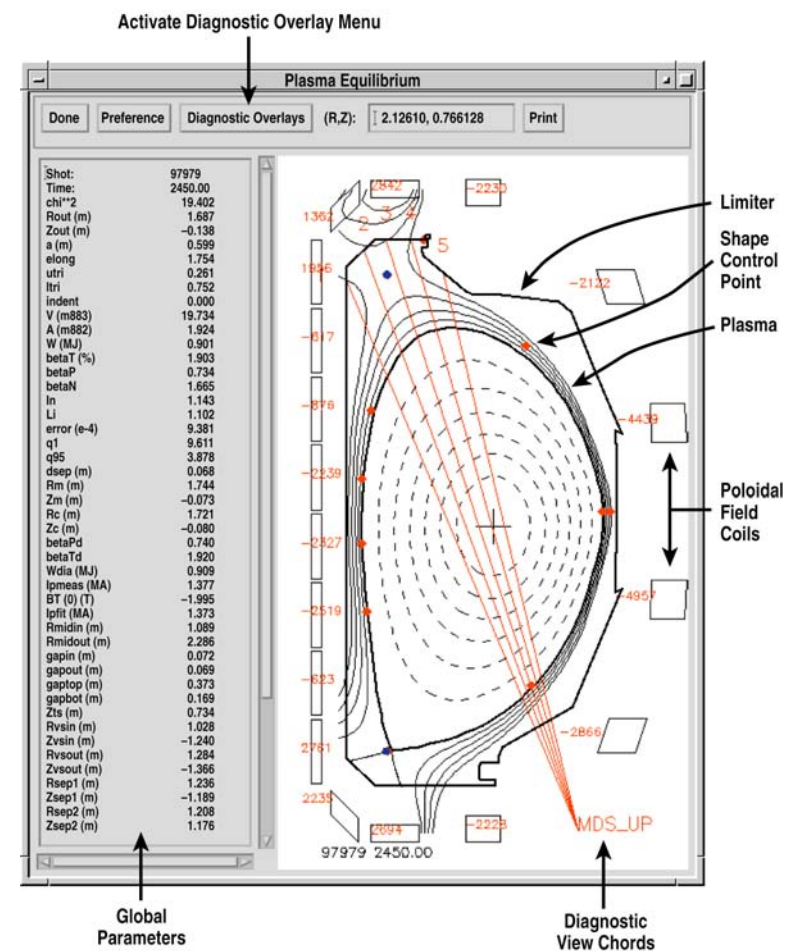 Activate Diagnostic Overlay Menu
Plasma Equilibrium
Done Preference Diagnostic Overlays (R,Z): 2.12610, 0.766128 Print
Shot: 97979
Time: 2450.00
chi**2 19.402
Rout (m) 1.687
Zout (m) −0.138
a (m) 0.599
elong 1.754
utri 0.261
ltri 0.752
indent 0.000
V (m883) 19.734
A (m882) 1.924
W (MJ) 0.901
betaT (%) 1.903
betaP 0.734
betaN 1.665
In 1.143
Li 1.102
error (e-4) 9.381
q1 9.611
q95 3.878
dsep (m) 0.068
Rm (m) 1.744
Zm (m) −0.073
Rc (m) 1.721
Zc (m) −0.080
betaPd 0.740
betaTd 1.920
Wdia (MJ) 0.909
Ipmeas (MA) 1.377
BT (0) (T) −1.995
Ipfit (MA) 1.373
Rmidin (m) 1.089
Rmidout (m) 2.286
gapin (m) 0.072
gapout (m) 0.069
gaptop (m) 0.373
gapbot (m) 0.169
Zts (m) 0.734
Rvsin (m) 1.028
Zvsin (m) −1.240
Rvsout (m) 1.284
Zvsout (m) −1.366
Rsep1 (m) 1.236
Zsep1 (m) −1.189
Rsep2 (m) 1.208
Zsep2 (m) 1.176
2842
-2230
1362
2 3 4
5
-2122
-617
-876
-4439
-2239
-2327
-2519
-4957
-623
-2866
2761
2235
2694
-2228
MDS_UP
97979 2450.00
Limiter
Shape
Control
Point
Plasma
Poloidal
Field
Coils
Global
Parameters
Diagnostic
View Chords